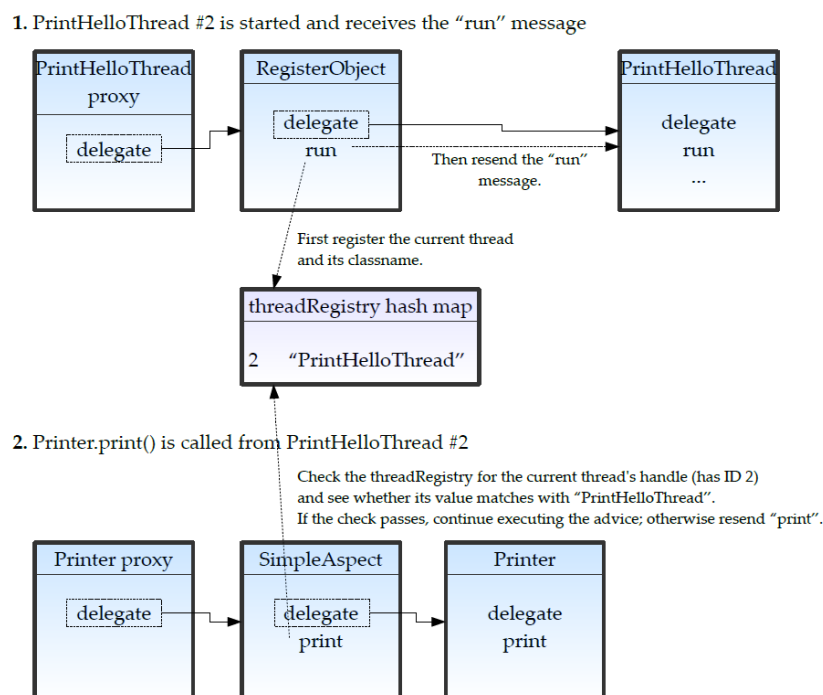 1. PrintHelloThread #2 is started and receives the “run” message
PrintHelloThread
proxy
delegate
RegisterObject
delegate
run
PrintHelloThread
delegate
run
...
Then resend the “run”
message.
First register the current thread
and its classname.
threadRegistry hash map
2 “PrintHelloThread”
2. Printer.print() is called from PrintHelloThread #2
Check the threadRegistry for the current thread's handle (has ID 2)
and see whether its value matches with “PrintHelloThread”.
If the check passes, continue executing the advice; otherwise resend “print”.
Printer proxy
delegate
SimpleAspect
delegate
print
Printer
delegate
print